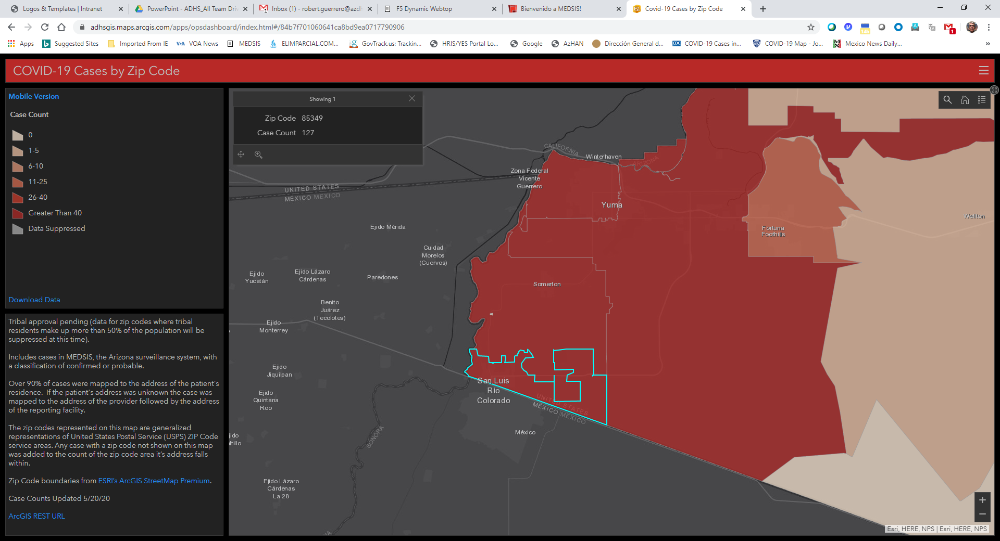 Logos & Templates | Intranet
PowerPoint - ADHS_All Team Dri
Inbox (1) - robert.guerrero@azdh
F5 Dynamic Webtop
Bienvenido a MEDSIS!
Covid-19 Cases by Zip Code
adhsgis.maps.arcgis.com/apps/opsdashboard/index.html#/84b7f701060641ca8bd9ea0717790906
1
Apps
Suggested Sites
Imported From IE
VOA News
MEDSIS
ELIMPARCIAL.COM...
GovTrack.us: Trackin...
HRIS/YES Portal Lo...
Google
AzHAN
Dirección General d...
COVID-19 Cases in...
COVID-19 Map - Jo...
Mexico News Daily...
»
COVID-19 Cases by Zip Code
Mobile Version
Case Count
0
1-5
6-10
11-25
26-40
Greater Than 40
Data Suppressed
Download Data
Tribal approval pending (data for zip codes where tribal
residents make up more than 50% of the population will be
suppressed at this time).
Includes cases in MEDSIS, the Arizona surveillance system, with
a classification of confirmed or probable.
Over 90% of cases were mapped to the address of the patient's
residence. If the patient's address was unknown the case was
mapped to the address of the provider followed by the address
of the reporting facility.
The zip codes represented on this map are generalized
representations of United States Postal Service (USPS) ZIP Code
service areas. Any case with a zip code not shown on this map
was added to the count of the zip code area it's address falls
within.
Zip Code boundaries from ESRI's ArcGIS StreetMap Premium.
Case Counts Updated 5/20/20
ArcGIS REST URL
Showing 1
Zip Code 85349
Case Count 127
CALIFORNIA
ARIZONA
Winterhaven
Zona Federal
Vicente
Guerrero
UNITED STATES
MÉXICO MEXICO
Yuma
Wellton
Fortuna
Foothills
Ejido Mérida
Cuidad
Morelos
(Cuervos)
Ejido
Yucatán
Ejido Lázaro
Cárdenas
Paredones
Somerton
Benito
Juárez
(Tecolotes)
Ejido
Monterrey
Ejido
Jiquilpan
San Luis
Río
Colorado
Ejido
Quintana
Roo
UNITED STATES
MÉXICO MEXICO
México
SONORA
jido
ltillo
Ejido Lázaro
Cárdenas
La 28
IA
+
−
Esri, HERE, NPS | Esri, HERE, NPS